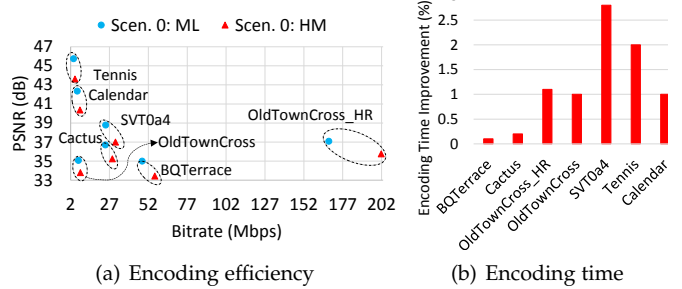 Scen. 0: ML Scen. 0: HM
PSNR (dB)
47
45
43
41
39
37
35
33
Tennis
Calendar
SVT0a4
Cactus
OldTownCross
OldTownCross_HR
BQTerrace
2 27 52 77 102 127 152 177 202
Bitrate (Mbps)
(a) Encoding efficiency
Encoding Time Improvement (%)
2.5
2
1.5
1
0.5
0
BQTerrace
Cactus
OldTownCross_HR
OldTownCross
SVT0a4
Tennis
Calendar
(b) Encoding time